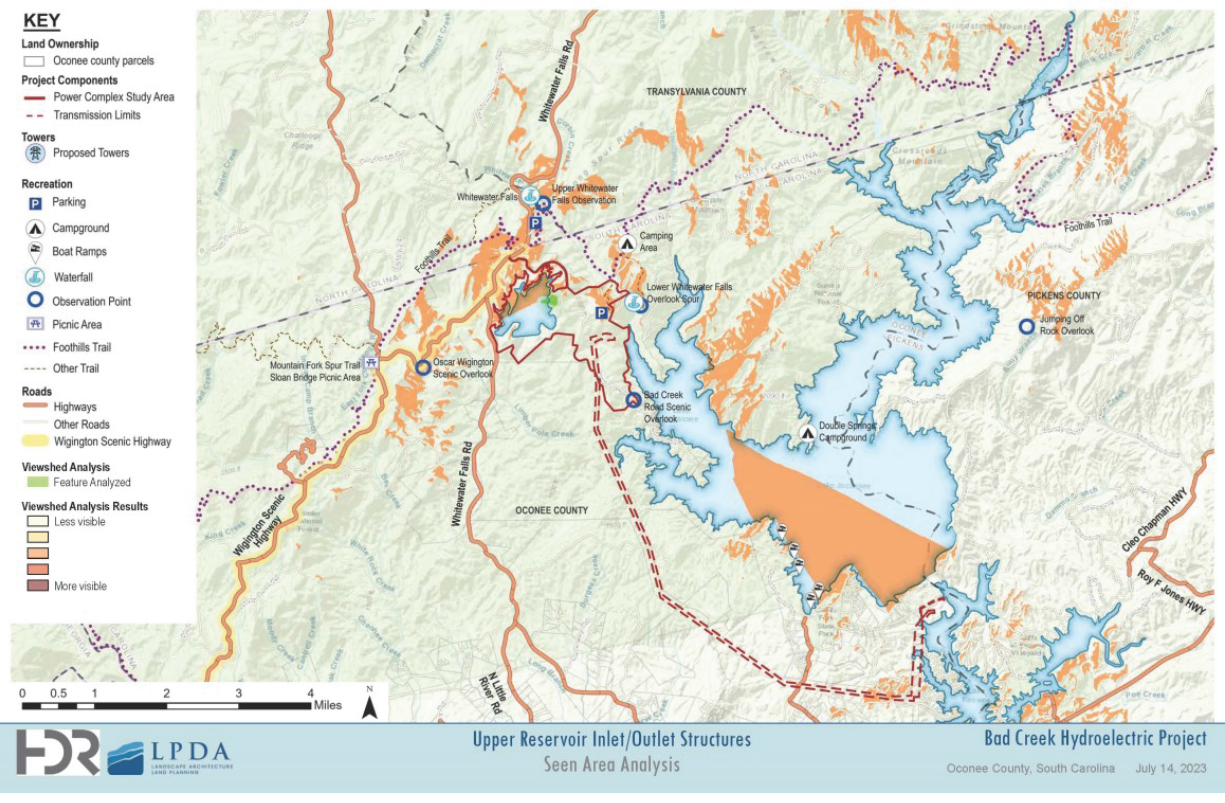 KEY
Land Ownership
Oconee county parcels
Project Components
Power Complex Study Area
Transmission Limits
Towers
Proposed Towers
Recreation
P Parking
Campground
Boat Ramps
Waterfall
Observation Point
Picnic Area
Foothills Trail
Other Trail
Roads
Highways
Other Roads
Wigington Scenic Highway
Viewshed Analysis
Feature Analyzed
Viewshed Analysis Results
Less visible
More visible
Whitewater Falls Rd
TRANSYLVANIA COUNTY
NORTH CAROLINA
SOUTH CAROLINA
Whitewater Falls
Upper Whitewater
Falls Observation
P
Foothills Trail
NORTH CAROLINA
Camping
Area
Lower Whitewater Falls
Overlook Spur
P
Foothills Trail
PICKENS COUNTY
Jumping Off
Rock Overlook
OCONEE
PICKENS
Mountain Fork Spur Trail
Sloan Bridge Picnic Area
Oscar Wigington
Scenic Overlook
Bad Creek
Road Scenic
Overlook
Double Springs
Campground
Whitewater Falls Rd
OCONEE COUNTY
Wigington Scenic
Highway
Cleo Chapman HWY
Roy F Jones HWY
N Little
River Rd
0 0.5 1 2 3 4
Miles
N
HDR
LPDA
LANDSCAPE ARCHITECTURE
LAND PLANNING
Upper Reservoir Inlet/Outlet Structures
Seen Area Analysis
Bad Creek Hydroelectric Project
Oconee County, South Carolina July 14, 2023